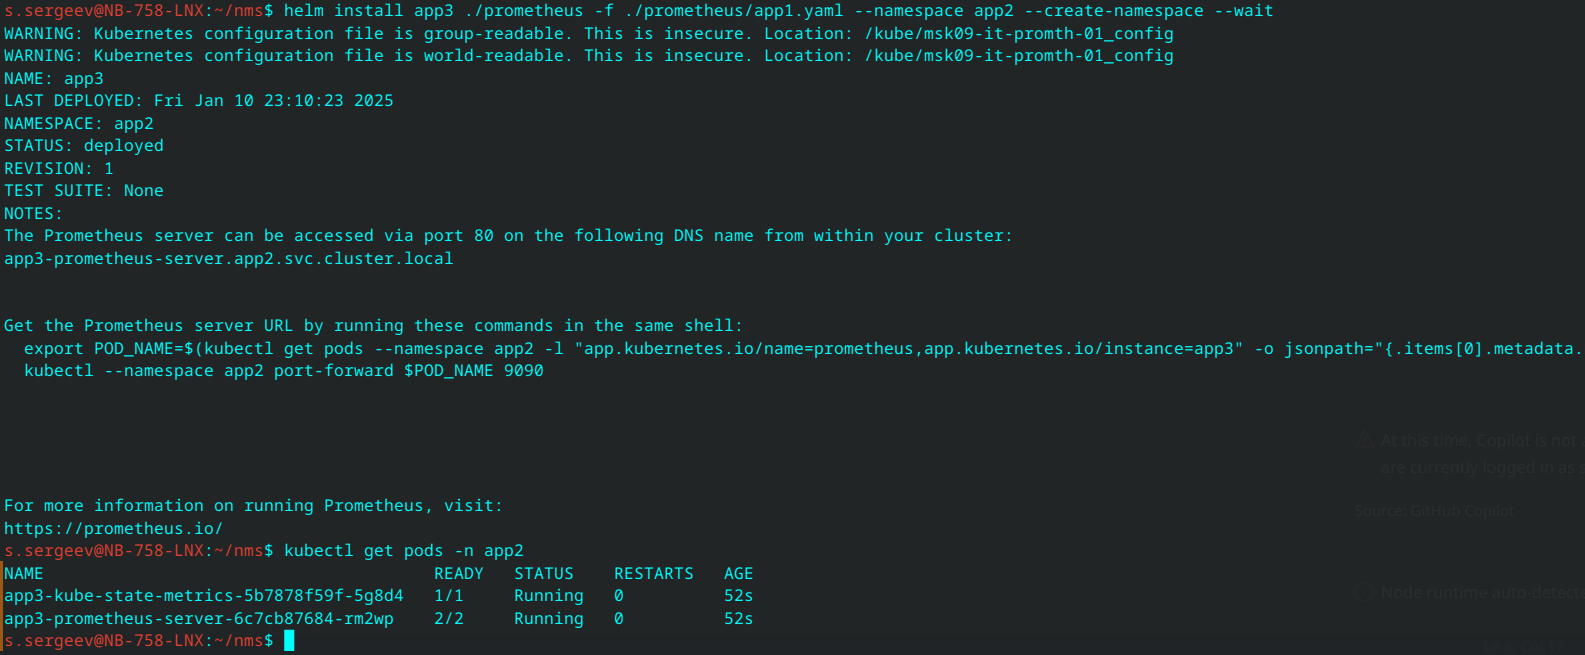 s.sergeev@NB-758-LNX:~/nms$ helm install app3 ./prometheus -f ./prometheus/app1.yaml --namespace app2 --create-namespace --wait
WARNING: Kubernetes configuration file is group-readable. This is insecure. Location: /kube/msk09-it-promth-01_config
WARNING: Kubernetes configuration file is world-readable. This is insecure. Location: /kube/msk09-it-promth-01_config
NAME: app3
LAST DEPLOYED: Fri Jan 10 23:10:23 2025
NAMESPACE: app2
STATUS: deployed
REVISION: 1
TEST SUITE: None
NOTES:
The Prometheus server can be accessed via port 80 on the following DNS name from within your cluster:
app3-prometheus-server.app2.svc.cluster.local
Get the Prometheus server URL by running these commands in the same shell:
export POD_NAME=$(kubectl get pods --namespace app2 -l "app.kubernetes.io/name=prometheus,app.kubernetes.io/instance=app3" -o jsonpath="{.items[0].metadata.
kubectl --namespace app2 port-forward $POD_NAME 9090
At this time, Copilot is not
are currently logged in as s
Source: GitHub Copilot
For more information on running Prometheus, visit:
https://prometheus.io/
s.sergeev@NB-758-LNX:~/nms$ kubectl get pods -n app2
NAME READY STATUS RESTARTS AGE
app3-kube-state-metrics-5b7878f59f-5g8d4 1/1 Running 0 52s
Node runtime auto-detecti
app3-prometheus-server-6c7cb87684-rm2wp 2/2 Running 0 52s
s.sergeev@NB-758-LNX:~/nms$